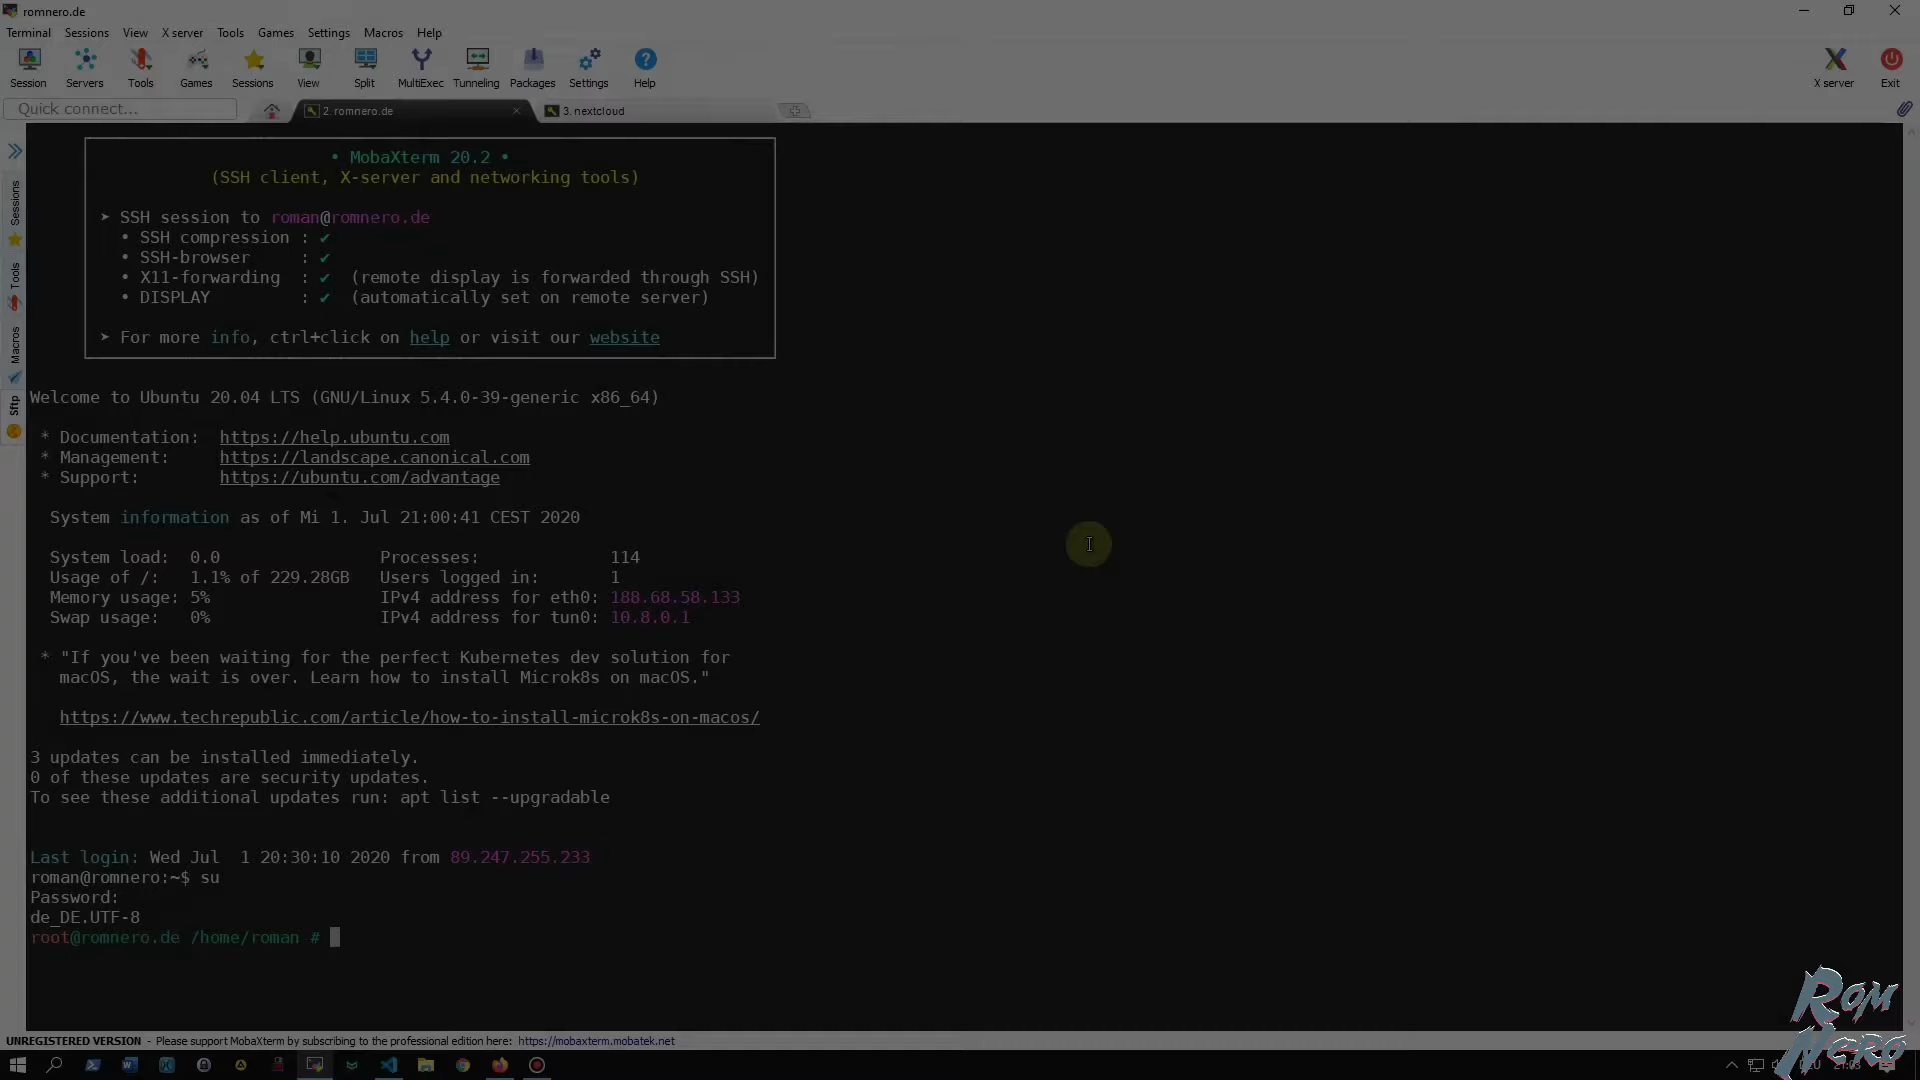 romnero.de
Terminal Sessions View X server Tools Games Settings Macros Help
Session Servers Tools Games Sessions View Split MultiExec Tunneling Packages Settings Help X server Exit
Quick connect...
2. romnero.de
3. nextcloud
Sessions
Tools
Macros
Sftp
• MobaXterm 20.2 •
(SSH client, X-server and networking tools)
➤ SSH session to roman@romnero.de
• SSH compression : ✔
• SSH-browser : ✔
• X11-forwarding : ✔ (remote display is forwarded through SSH)
• DISPLAY : ✔ (automatically set on remote server)
➤ For more info, ctrl+click on help or visit our website
Welcome to Ubuntu 20.04 LTS (GNU/Linux 5.4.0-39-generic x86_64)
* Documentation: https://help.ubuntu.com
* Management: https://landscape.canonical.com
* Support: https://ubuntu.com/advantage
System information as of Mi 1. Jul 21:00:41 CEST 2020
System load: 0.0 Processes: 114
Usage of /: 1.1% of 229.28GB Users logged in: 1
Memory usage: 5% IPv4 address for eth0: 188.68.58.133
Swap usage: 0% IPv4 address for tun0: 10.8.0.1
* "If you've been waiting for the perfect Kubernetes dev solution for
macOS, the wait is over. Learn how to install Microk8s on macOS."
https://www.techrepublic.com/article/how-to-install-microk8s-on-macos/
3 updates can be installed immediately.
0 of these updates are security updates.
To see these additional updates run: apt list --upgradable
Last login: Wed Jul 1 20:30:10 2020 from 89.247.255.233
roman@romnero:~$ su
Password:
de_DE.UTF-8
root@romnero.de /home/roman #
UNREGISTERED VERSION - Please support MobaXterm by subscribing to the professional edition here: https://mobaxterm.mobatek.net
21:03
Rom
Nero